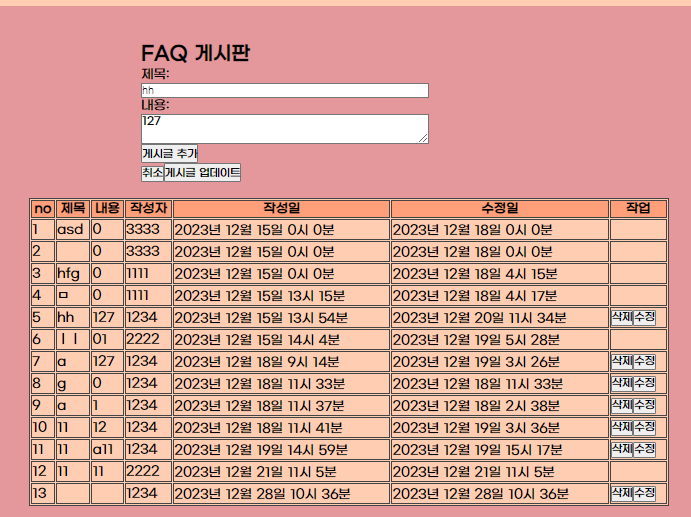 FAQ 게시판
제목:
hh
내용:
127
게시글 추가
취소 게시글 업데이트
no 제목 내용 작성자 작성일 수정일 작업
1 asd 0 3333 2023년 12월 15일 0시 0분 2023년 12월 18일 0시 0분
2 0 3333 2023년 12월 15일 0시 0분 2023년 12월 18일 0시 0분
3 hfg 0 1111 2023년 12월 15일 0시 0분 2023년 12월 18일 4시 15분
4 ㅁ 0 1111 2023년 12월 15일 13시 15분 2023년 12월 18일 4시 17분
5 hh 127 1234 2023년 12월 15일 13시 54분 2023년 12월 20일 11시 34분 삭제 수정
6 ㅣㅣ 01 2222 2023년 12월 15일 14시 4분 2023년 12월 19일 5시 28분
7 a 127 1234 2023년 12월 18일 9시 14분 2023년 12월 19일 3시 26분 삭제 수정
8 g 0 1234 2023년 12월 18일 11시 33분 2023년 12월 18일 11시 33분 삭제 수정
9 a 1 1234 2023년 12월 18일 11시 37분 2023년 12월 18일 2시 38분 삭제 수정
10 11 12 1234 2023년 12월 18일 11시 41분 2023년 12월 19일 3시 36분 삭제 수정
11 11 a11 1234 2023년 12월 19일 14시 59분 2023년 12월 19일 15시 17분 삭제 수정
12 11 11 2222 2023년 12월 21일 11시 5분 2023년 12월 21일 11시 5분
13 1234 2023년 12월 28일 10시 36분 2023년 12월 28일 10시 36분 삭제 수정